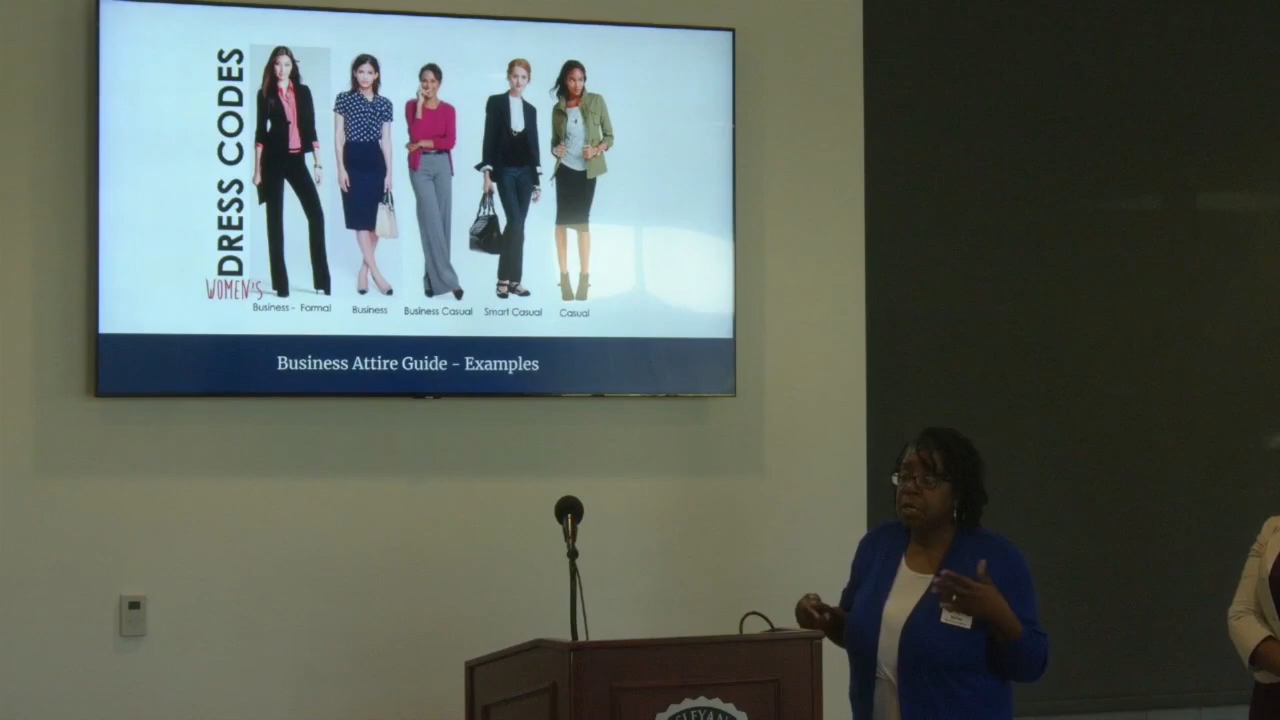 DRESS CODES
WOMEN'S
Business - Formal
Business
Business Casual
Smart Casual
Casual
Business Attire Guide - Examples